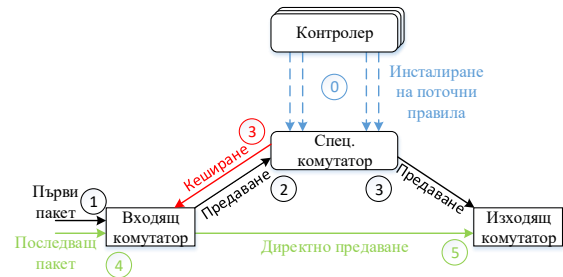 Контролер
0
Инсталиране
на поточни
правила
3
Спец.
комутатор
Кеширане
Предаване
2
3
Предаване
Първи
пакет
1
Входящ
комутатор
Изходящ
комутатор
Последващ
пакет
4
Директно предаване
5